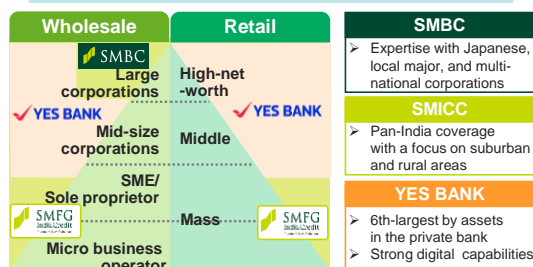 Wholesale
Retail
SMBC
Large
corporations
High-net
-worth
YES BANK
YES BANK
Mid-size
corporations
Middle
SME/
Sole proprietor
SMFG
India Credit
Mass
SMFG
India Credit
Micro business
operator
SMBC
➢ Expertise with Japanese,
local major, and multi-
national corporations
SMICC
➢ Pan-India coverage
with a focus on suburban
and rural areas
YES BANK
➢ 6th-largest by assets
in the private bank
➢ Strong digital capabilities